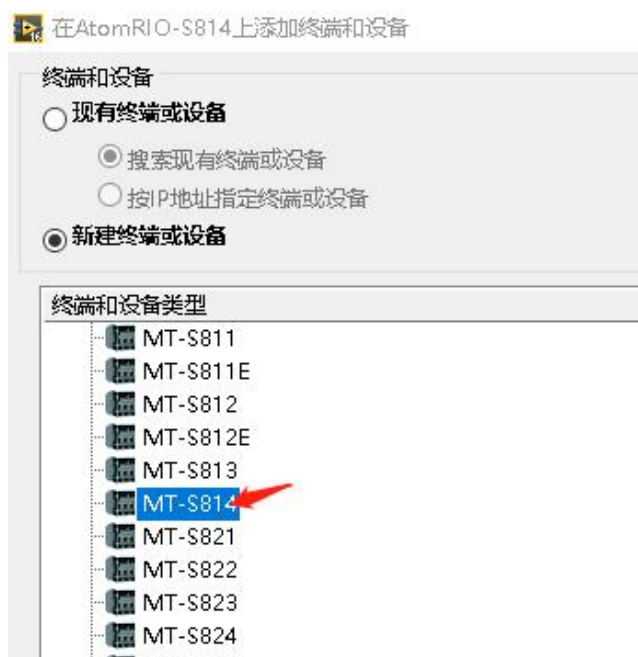 在AtomRIO-S814上添加终端和设备
终端和设备
现有终端或设备
搜索现有终端或设备
按IP地址指定终端或设备
新建终端或设备
终端和设备类型
MT-S811
MT-S811E
MT-S812
MT-S812E
MT-S813
MT-S814
MT-S821
MT-S822
MT-S823
MT-S824